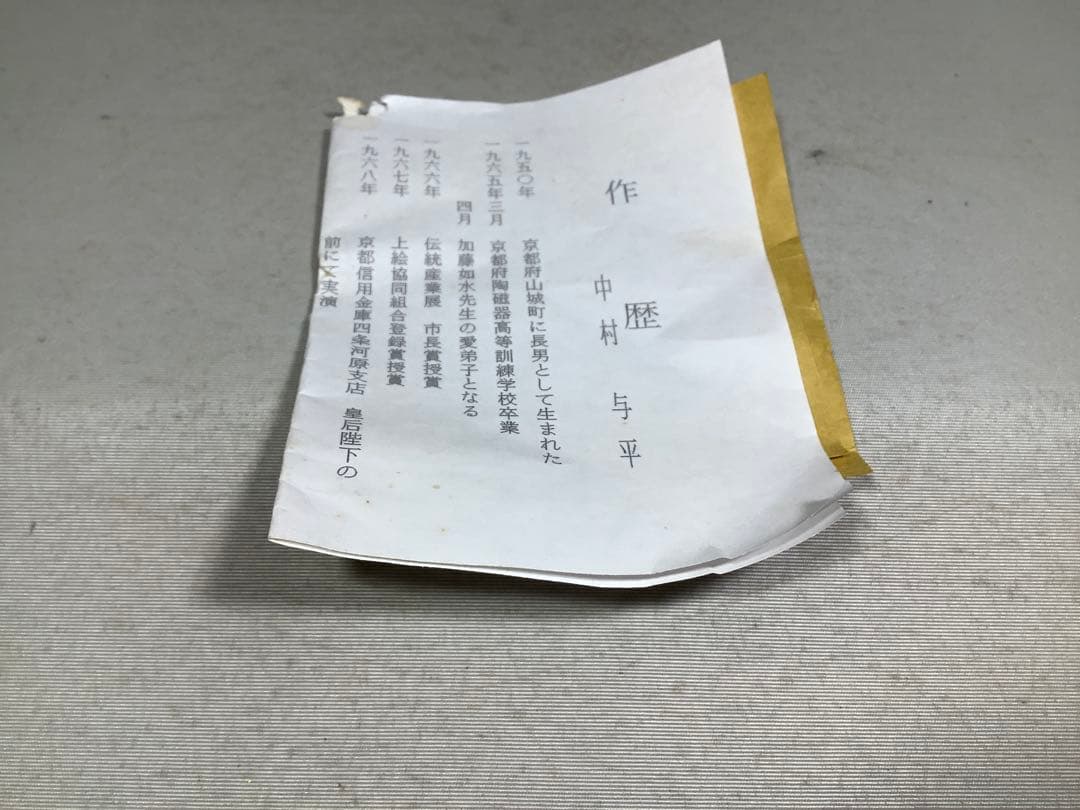 作歴
中村与平
一九五〇年 京都府山城町に長男として生まれた
一九六五年三月 京都府陶磁器高等訓練学校卒業
四月 加藤如水先生の愛弟子となる
一九六六年 伝統産業展 市長賞授賞
一九六七年 上絵協同組合登録賞授賞
一九六八年 京都信用金庫四条河原支店 皇后陛下の
前にて実演